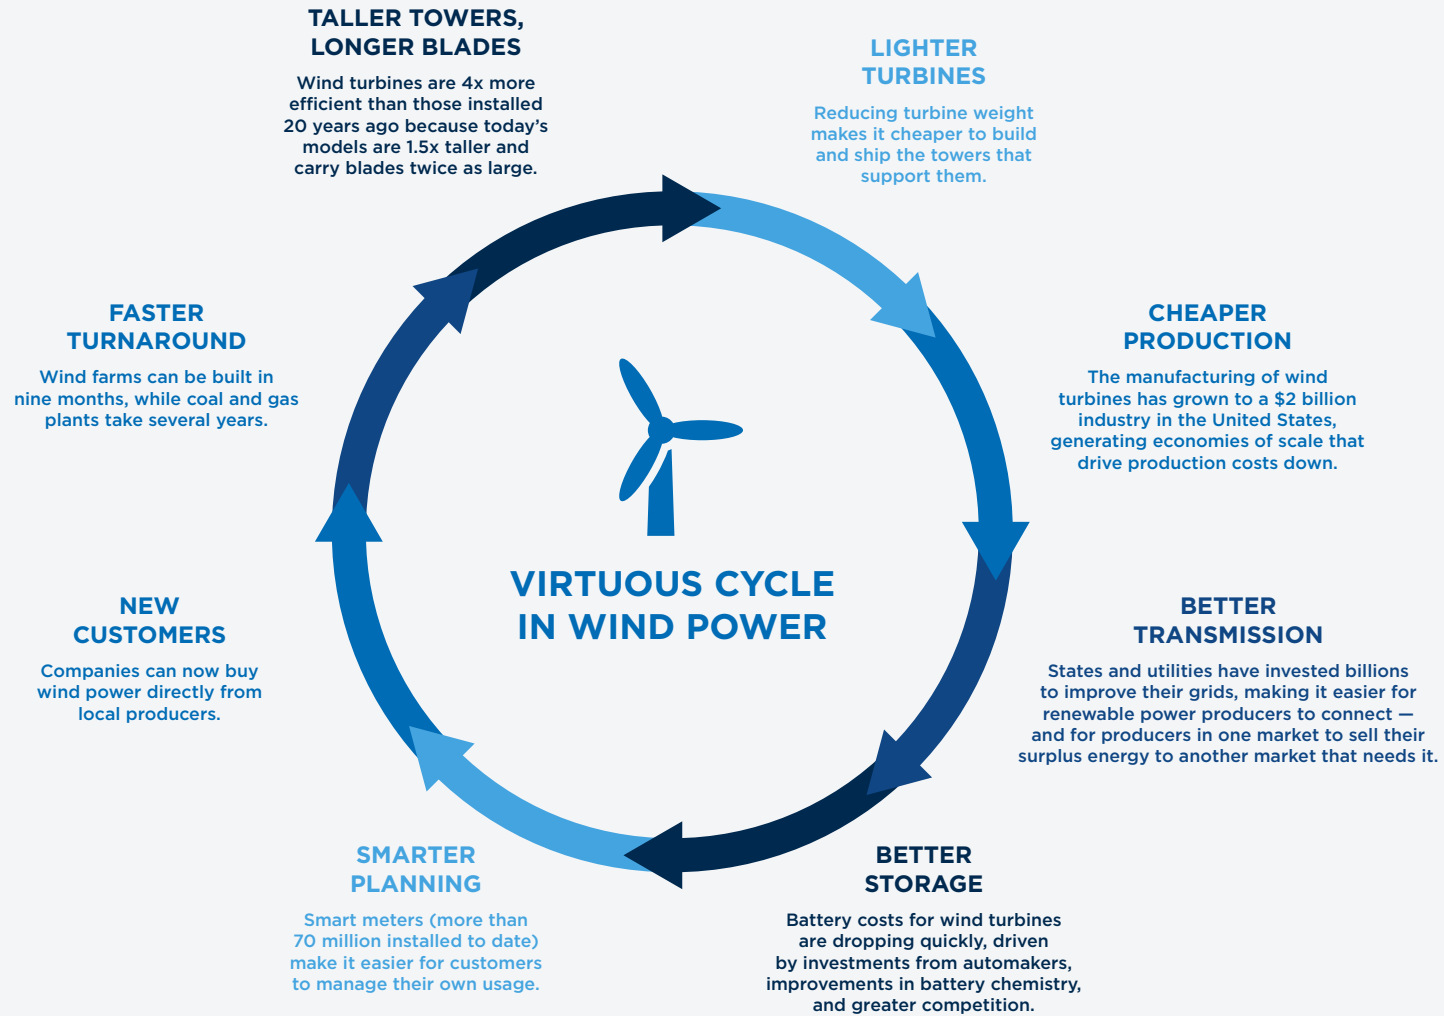 TALLER TOWERS,
LONGER BLADES
Wind turbines are 4x more
efficient than those installed
20 years ago because today’s
models are 1.5x taller and
carry blades twice as large.
LIGHTER
TURBINES
Reducing turbine weight
makes it cheaper to build
and ship the towers that
support them.
CHEAPER
PRODUCTION
The manufacturing of wind
turbines has grown to a $2 billion
industry in the United States,
generating economies of scale that
drive production costs down.
BETTER
TRANSMISSION
States and utilities have invested billions
to improve their grids, making it easier for
renewable power producers to connect —
and for producers in one market to sell their
surplus energy to another market that needs it.
BETTER
STORAGE
Battery costs for wind turbines
are dropping quickly, driven
by investments from automakers,
improvements in battery chemistry,
and greater competition.
SMARTER
PLANNING
Smart meters (more than
70 million installed to date)
make it easier for customers
to manage their own usage.
NEW
CUSTOMERS
Companies can now buy
wind power directly from
local producers.
FASTER
TURNAROUND
Wind farms can be built in
nine months, while coal and gas
plants take several years.
VIRTUOUS CYCLE
IN WIND POWER